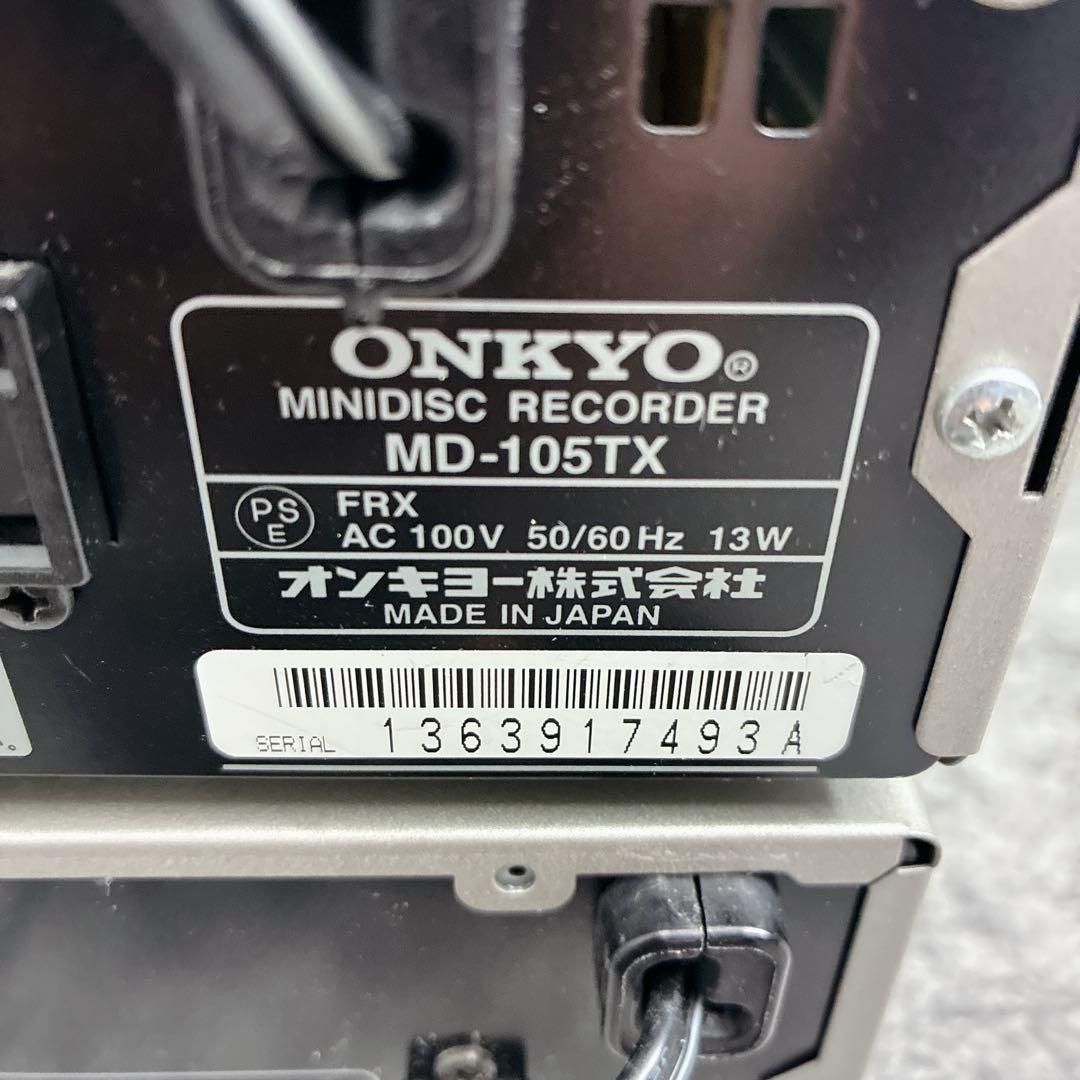 ONKYO®
MINIDISC RECORDER
MD-105TX
PS
E
FRX
AC 100V 50/60Hz 13W
オンキヨー株式会社
MADE IN JAPAN
SERIAL 1363917493A